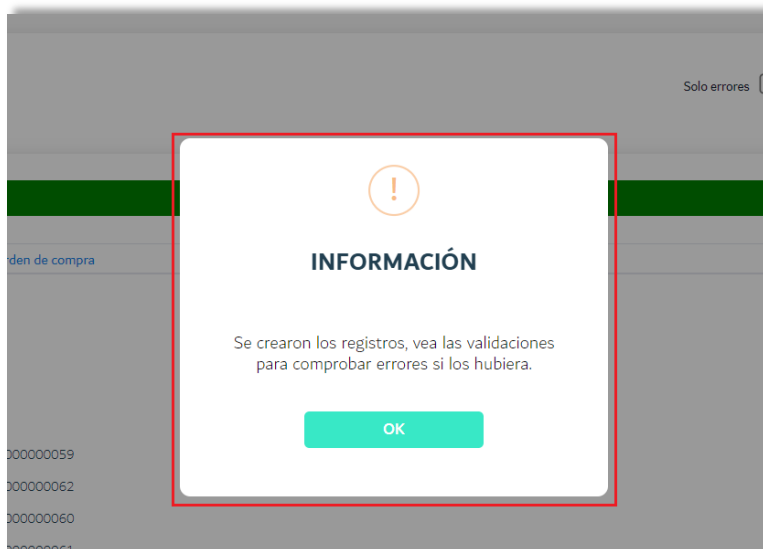 Solo errores
!
rden de compra
INFORMACIÓN
Se crearon los registros, vea las validaciones
para comprobar errores si los hubiera.
OK
000000059
000000062
000000060
000000061